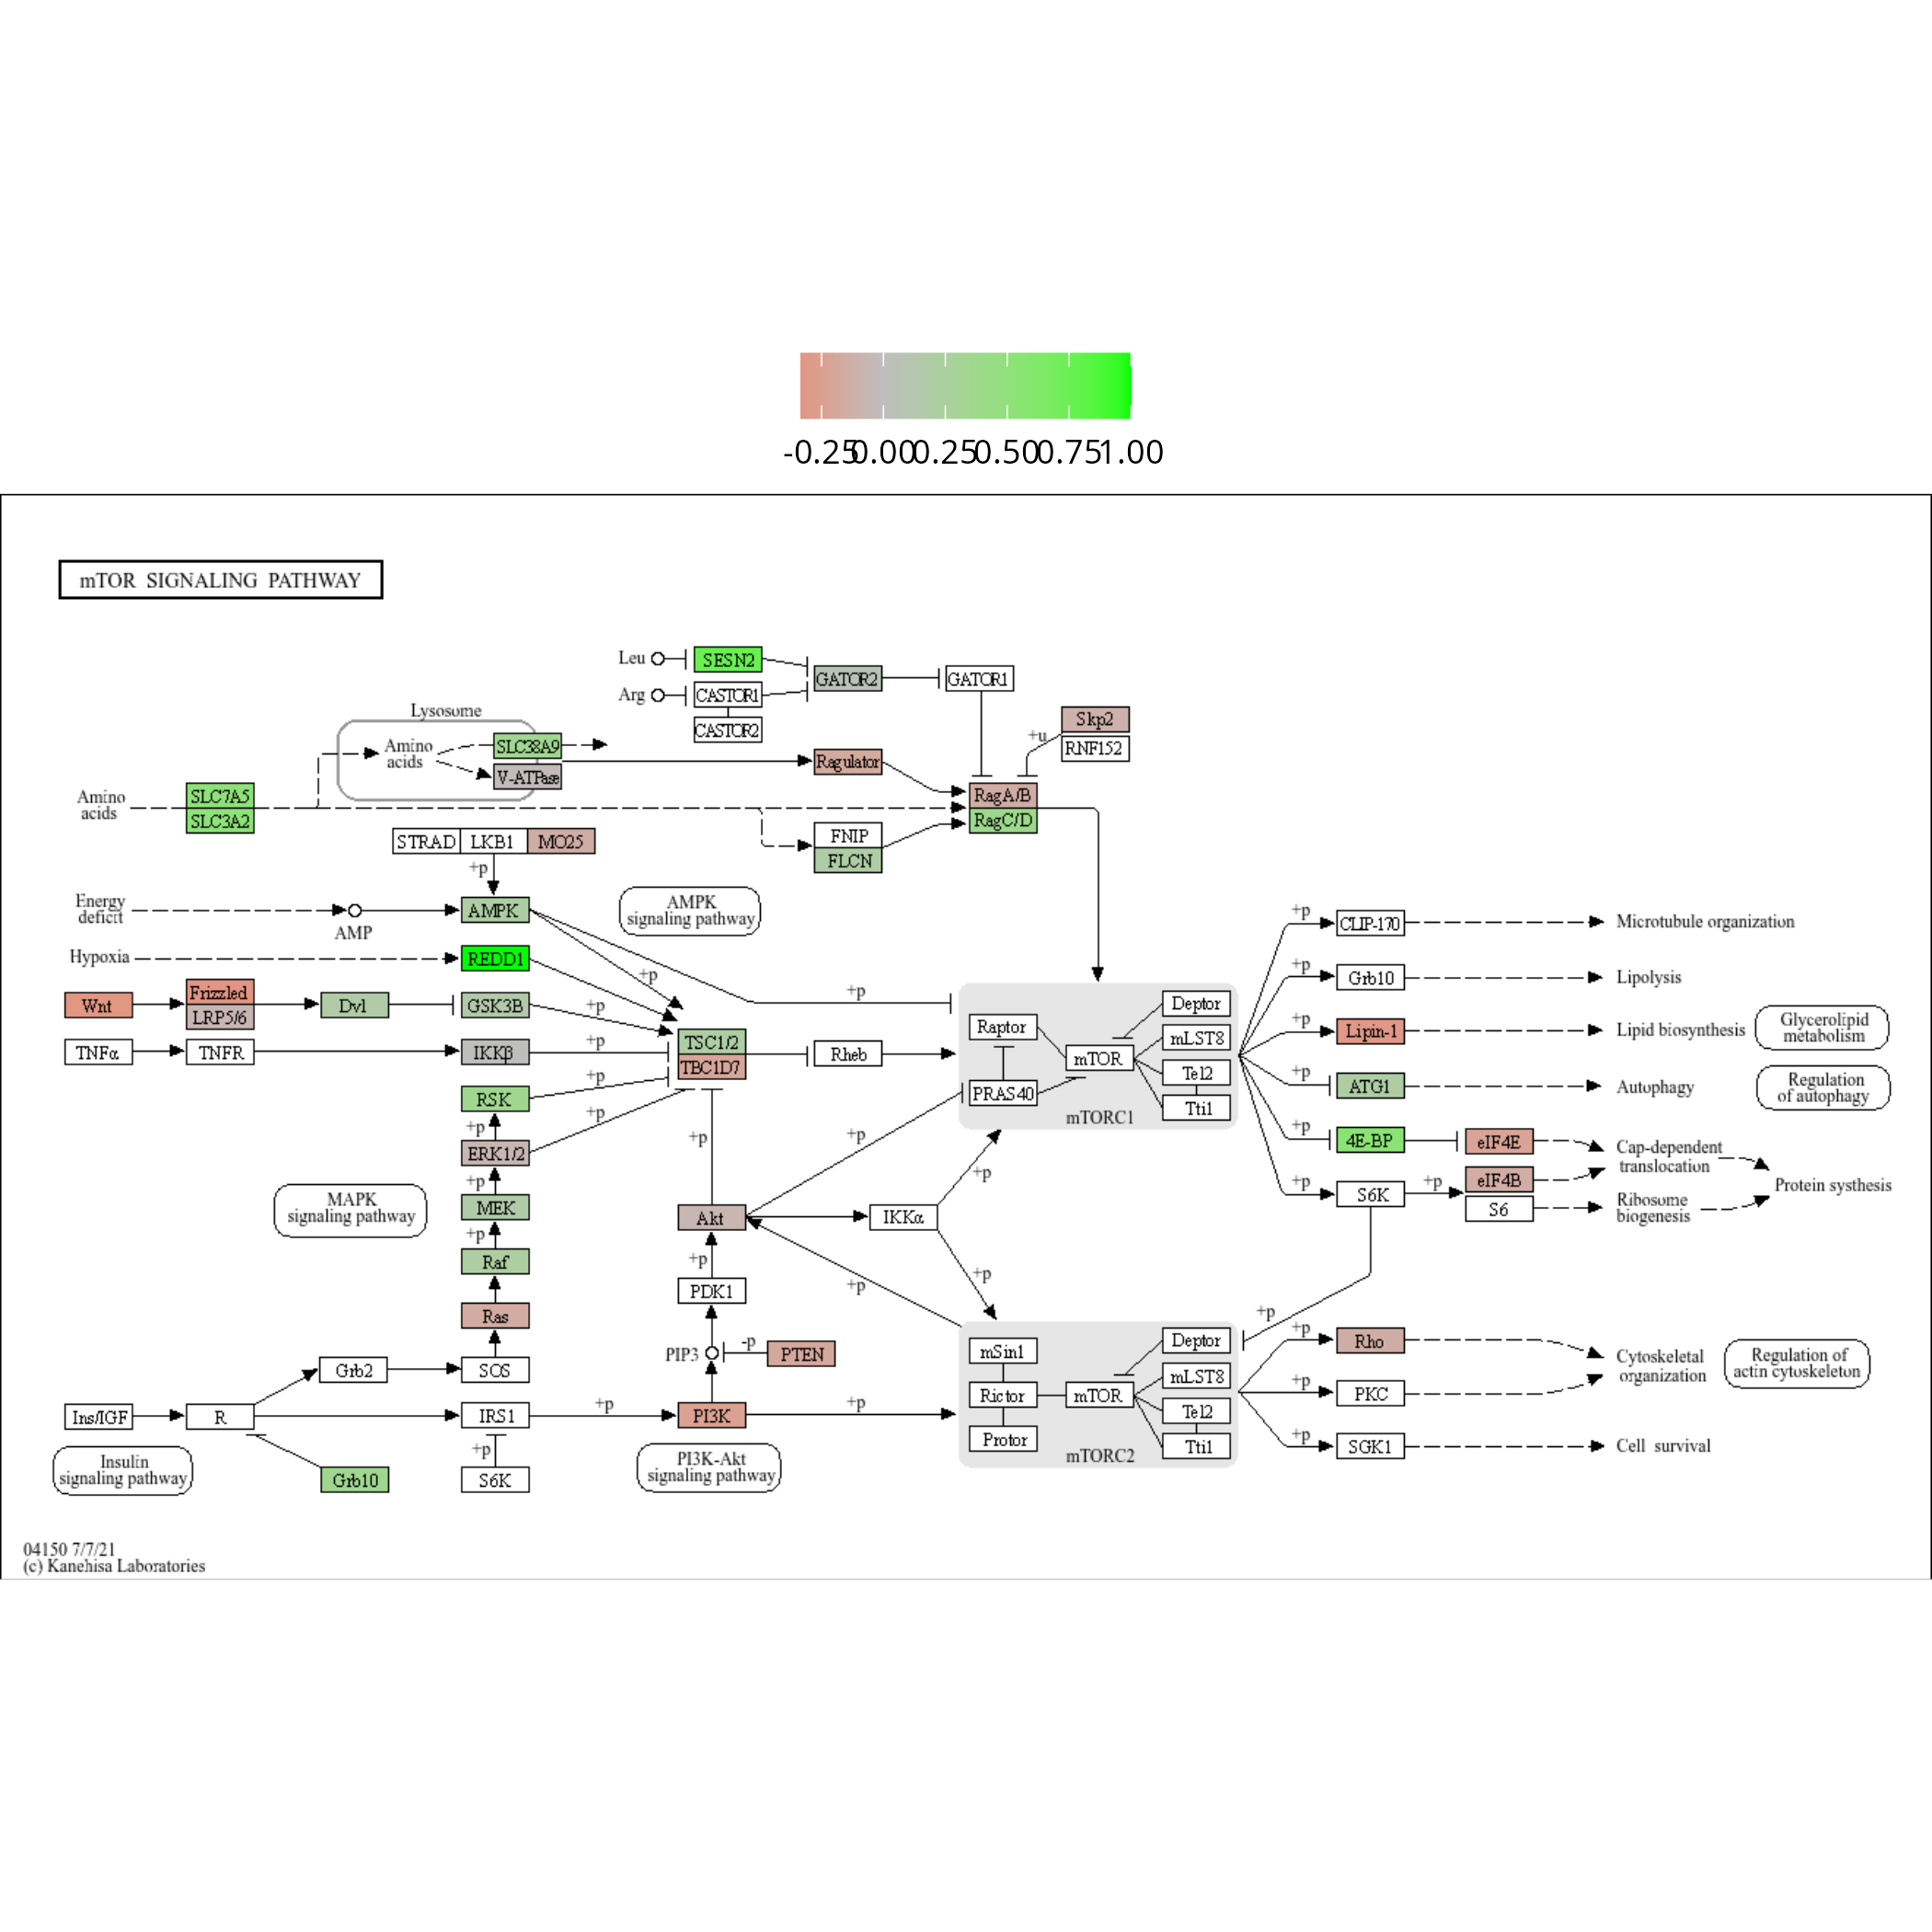 -0.25 0.00 0.25 0.50 0.75 1.00
mTOR SIGNALING PATHWAY
Leu
SESN2
GATOR2
GATOR1
Arg
CASTOR1
CASTOR2
Lysosome
Skp2
+u
RNF152
Amino
acids
SLC38A9
V-ATPase
Ragulator
Amino
acids
SLC7A5
SLC3A2
RagA/B
RagC/D
STRAD
LKB1
MO25
FNIP
FLCN
+p
Energy
deficit
AMP
AMPK
AMPK
signaling pathway
Hypoxia
REDD1
+p
+p
Wnt
Frizzled
LRP5/6
Dvl
GSK3B
+p
TNFα
TNFR
IKKβ
+p
TSC1/2
TBC1D7
Rheb
RSK
+p
+p
ERK1/2
+p
+p
MEK
+p
Raf
Ras
MAPK
signaling pathway
+p
Akt
+p
PDK1
PIP3
-p
PTEN
+p
IKKα
+p
+p
+p
Raptor
Deptor
mLST8
mTOR
Tel2
PRAS40
Tti1
mTORC1
+p
CLIP-170
Microtubule organization
+p
Grb10
Lipolysis
+p
Lipin-1
Lipid biosynthesis
Glycerolipid
metabolism
+p
ATG1
Autophagy
Regulation
of autophagy
+p
4E-BP
eIF4E
Cap-dependent
translocation
+p
S6K
+p
eIF4B
S6
Ribosome
biogenesis
Protein systhesis
+p
Grb2
SOS
Ins/IGF
R
IRS1
+p
PI3K
+p
Insulin
signaling pathway
Grb10
+p
S6K
PI3K-Akt
signaling pathway
mSin1
Deptor
mLST8
Rictor
mTOR
Tel2
Protor
Tti1
mTORC2
+p
Rho
+p
PKC
Cytoskeletal
organization
Regulation of
actin cytoskeleton
+p
SGK1
Cell survival
04150 7/7/21
(c) Kanehisa Laboratories